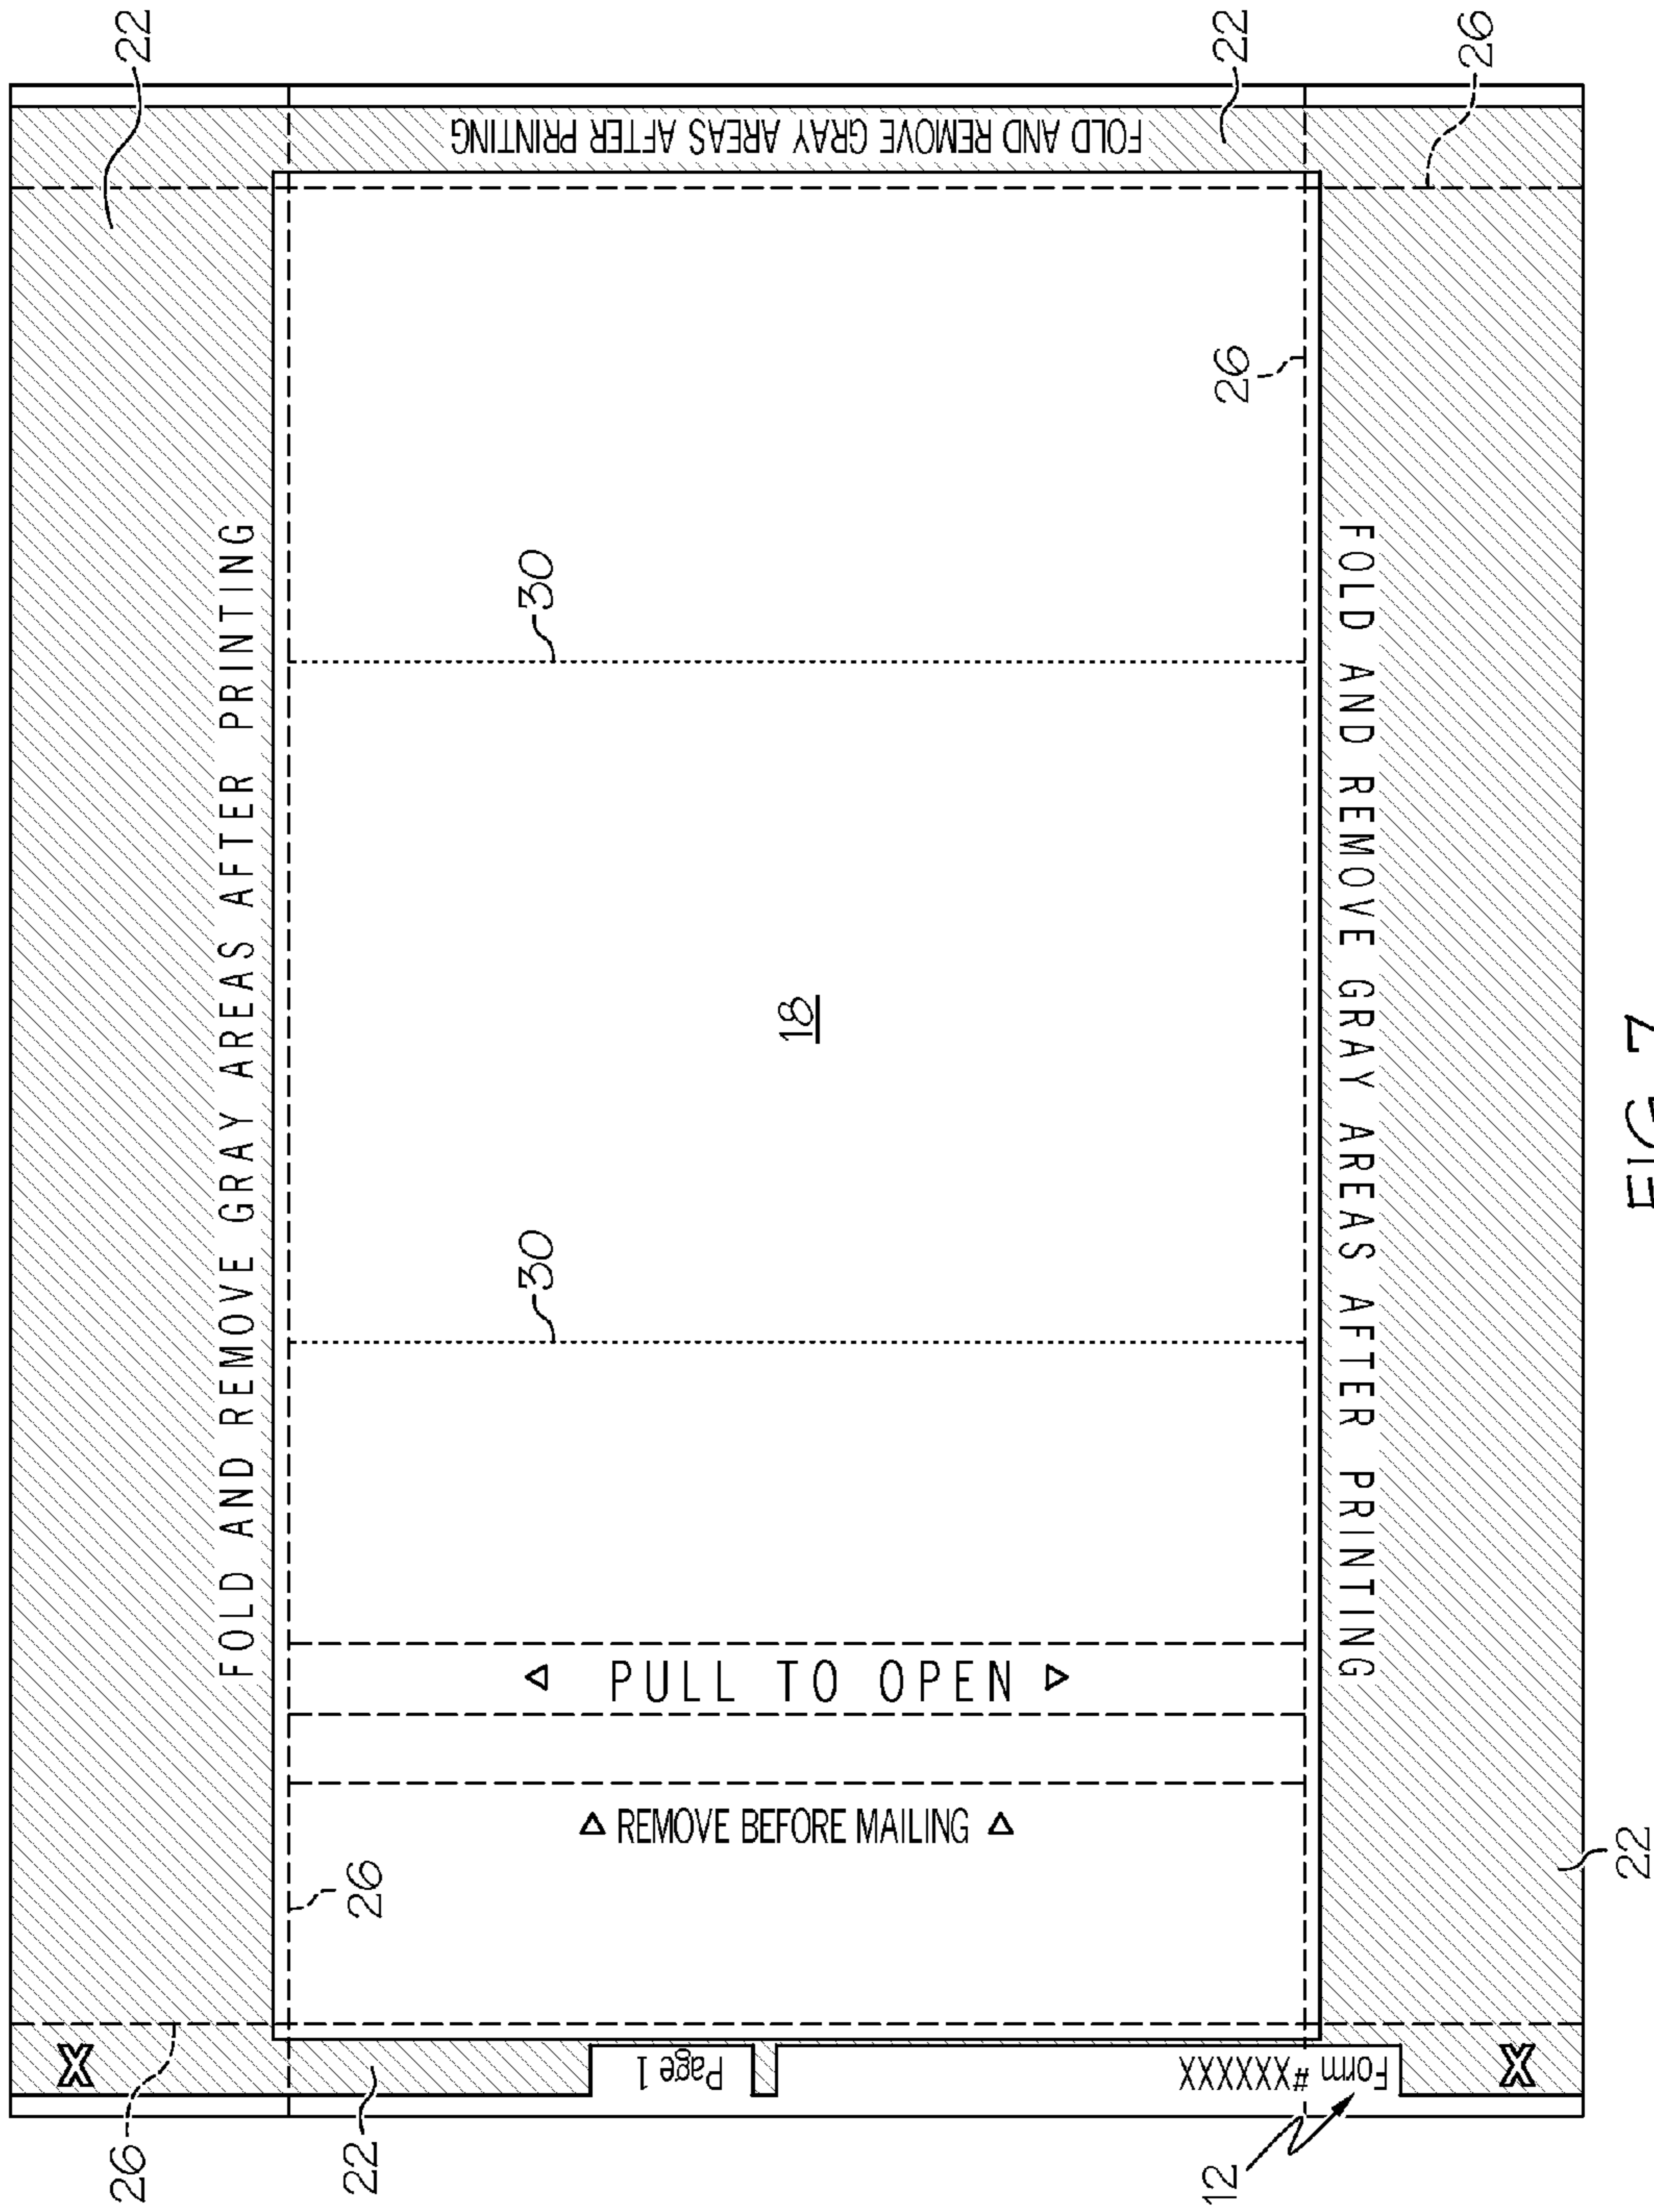 22
22
26
FOLD AND REMOVE GRAY AREAS AFTER PRINTING
FOLD AND REMOVE GRAY AREAS AFTER PRINTING
FOLD AND REMOVE GRAY AREAS AFTER PRINTING
26
30
18
30
PULL TO OPEN
REMOVE BEFORE MAILING
26
22
X
Page 1
Form #XXXXXX
X
26
22
12
FIG 7